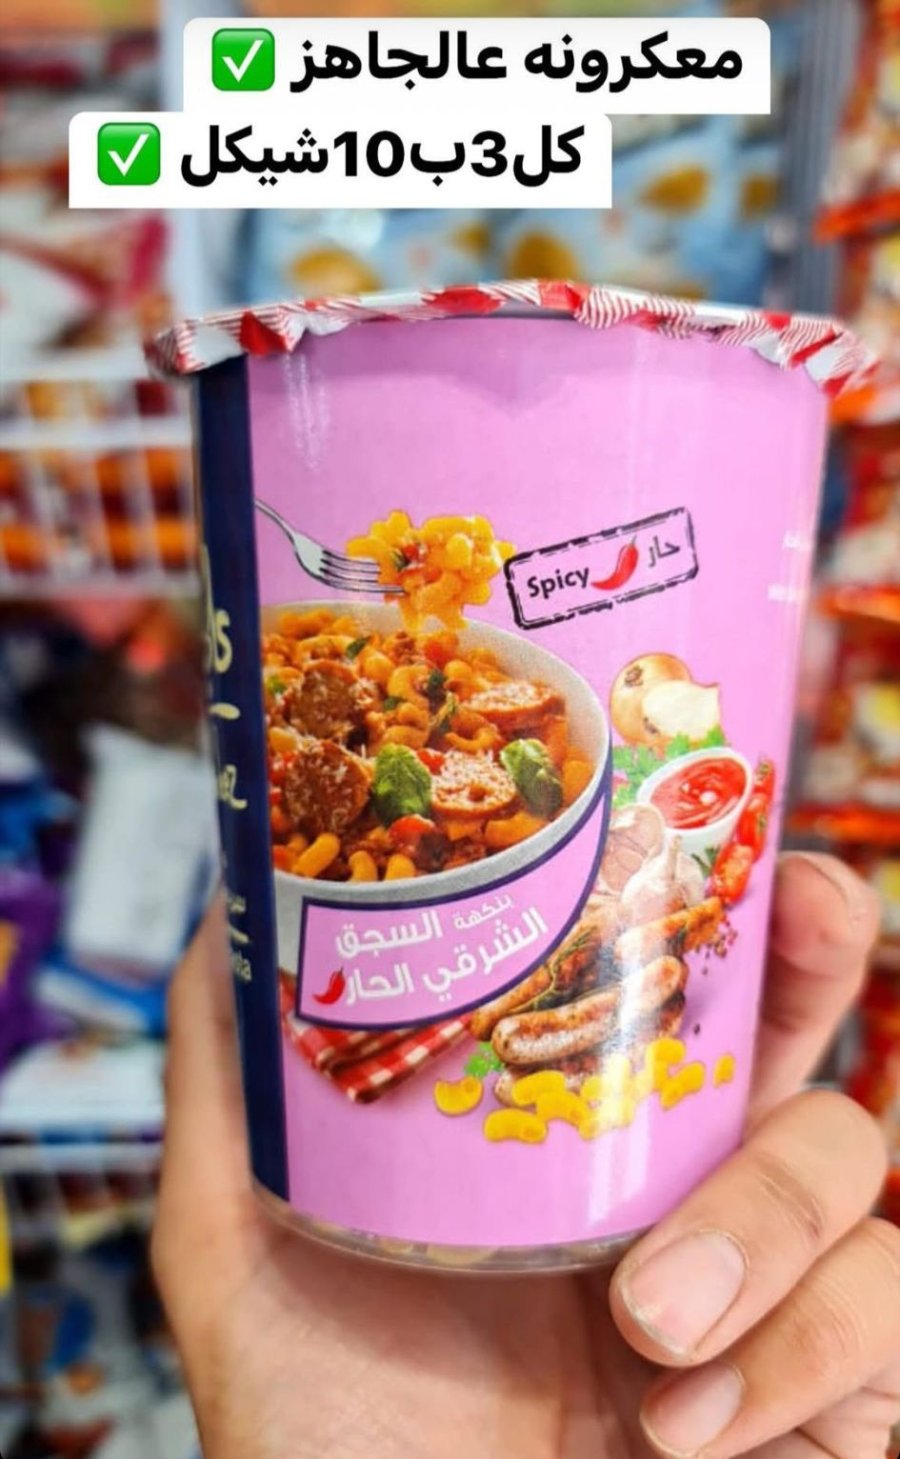 معكرونه عالجاهز ✅
كل3ب10شيكل ✅
Spicy حار
بنكهة السجق
الشرقي الحار